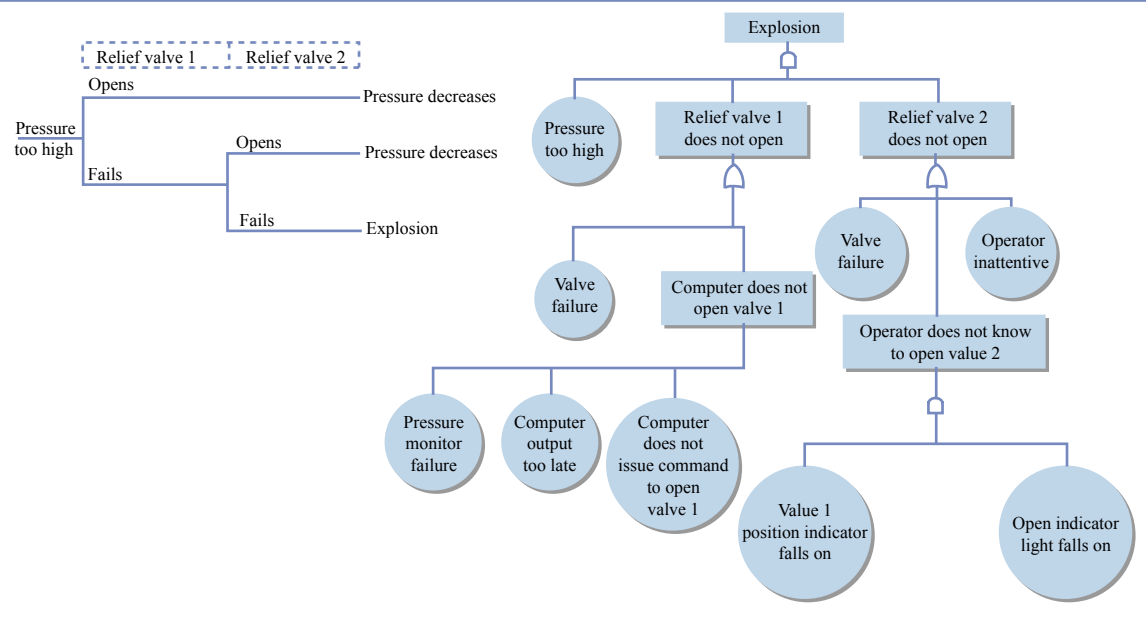 Relief valve 1
Relief valve 2
Opens
Pressure decreases
Pressure
too high
Opens
Pressure decreases
Fails
Fails
Explosion
Explosion
Pressure
too high
Relief valve 1
does not open
Relief valve 2
does not open
Valve
failure
Computer does not
open valve 1
Valve
failure
Operator
inattentive
Operator does not know
to open value 2
Pressure
monitor
failure
Computer
output
too late
Computer
does not
issue command
to open
valve 1
Value 1
position indicator
falls on
Open indicator
light falls on